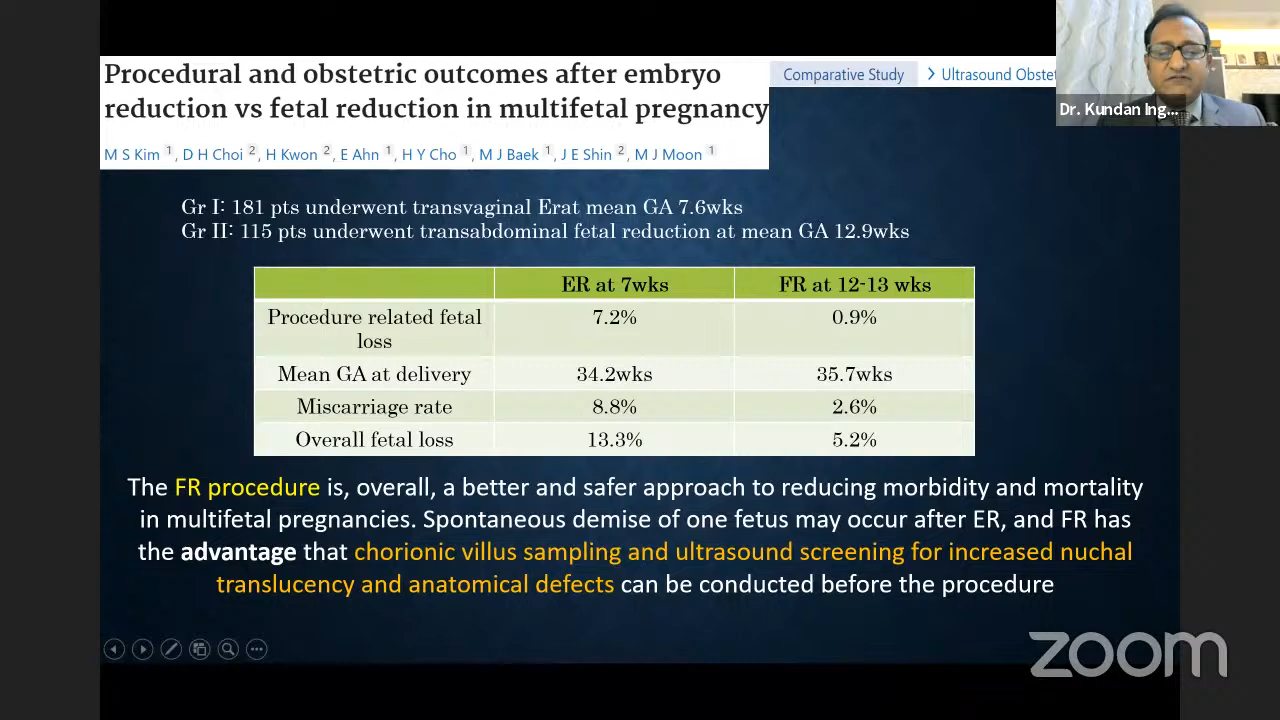 Procedural and obstetric outcomes after embryo
reduction vs fetal reduction in multifetal pregnancy
Comparative Study
> Ultrasound Obste
Dr. Kundan Ing...
M S Kim 1, D H Choi 2, H Kwon 2, E Ahn 1, H Y Cho 1, M J Baek 1, J E Shin 2, M J Moon 1
Gr I: 181 pts underwent transvaginal Erat mean GA 7.6wks
Gr II: 115 pts underwent transabdominal fetal reduction at mean GA 12.9wks
ER at 7wks FR at 12-13 wks
Procedure related fetal loss 7.2% 0.9%
Mean GA at delivery 34.2wks 35.7wks
Miscarriage rate 8.8% 2.6%
Overall fetal loss 13.3% 5.2%
The FR procedure is, overall, a better and safer approach to reducing morbidity and mortality
in multifetal pregnancies. Spontaneous demise of one fetus may occur after ER, and FR has
the advantage that chorionic villus sampling and ultrasound screening for increased nuchal
translucency and anatomical defects can be conducted before the procedure
zoom